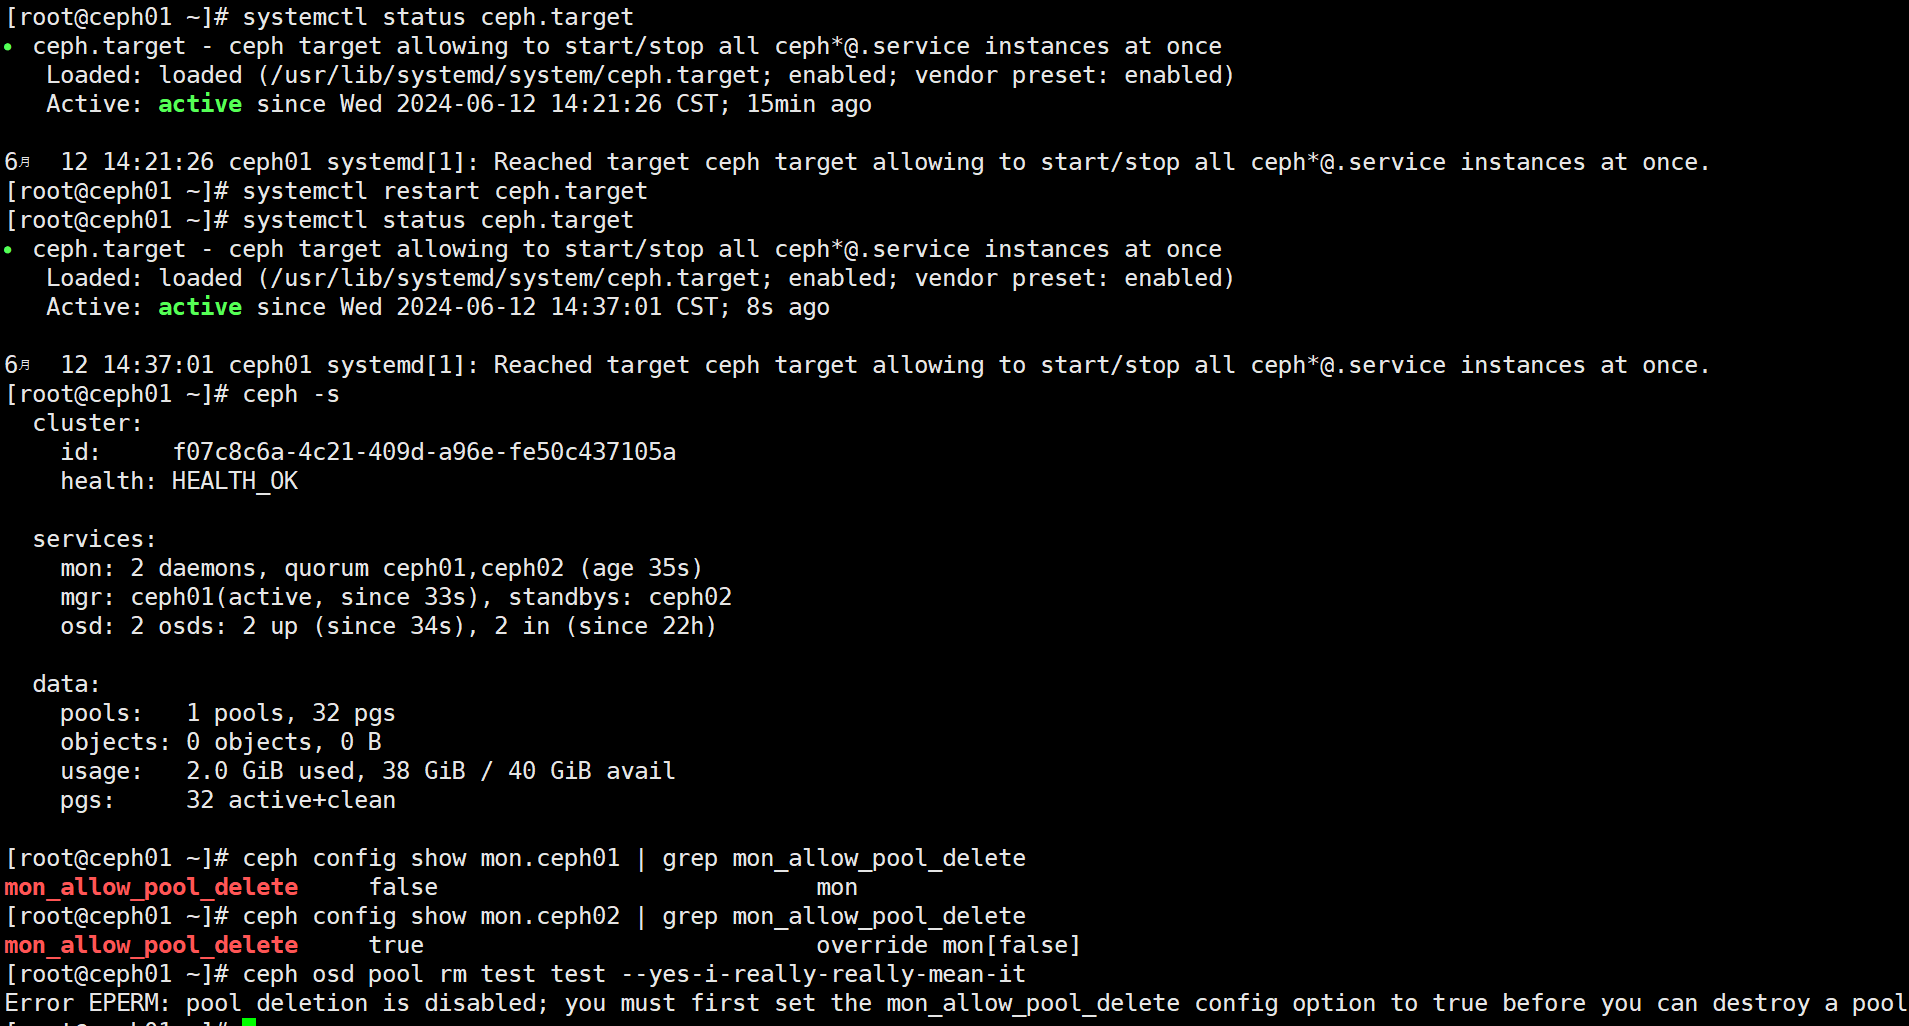 [root@ceph01 ~]# systemctl status ceph.target
● ceph.target - ceph target allowing to start/stop all ceph*@.service instances at once
   Loaded: loaded (/usr/lib/systemd/system/ceph.target; enabled; vendor preset: enabled)
   Active: active since Wed 2024-06-12 14:21:26 CST; 15min ago

6月  12 14:21:26 ceph01 systemd[1]: Reached target ceph target allowing to start/stop all ceph*@.service instances at once.
[root@ceph01 ~]# systemctl restart ceph.target
[root@ceph01 ~]# systemctl status ceph.target
● ceph.target - ceph target allowing to start/stop all ceph*@.service instances at once
   Loaded: loaded (/usr/lib/systemd/system/ceph.target; enabled; vendor preset: enabled)
   Active: active since Wed 2024-06-12 14:37:01 CST; 8s ago

6月  12 14:37:01 ceph01 systemd[1]: Reached target ceph target allowing to start/stop all ceph*@.service instances at once.
[root@ceph01 ~]# ceph -s
  cluster:
    id:     f07c8c6a-4c21-409d-a96e-fe50c437105a
    health: HEALTH_OK

  services:
    mon: 2 daemons, quorum ceph01,ceph02 (age 35s)
    mgr: ceph01(active, since 33s), standbys: ceph02
    osd: 2 osds: 2 up (since 34s), 2 in (since 22h)

  data:
    pools:   1 pools, 32 pgs
    objects: 0 objects, 0 B
    usage:   2.0 GiB used, 38 GiB / 40 GiB avail
    pgs:     32 active+clean

[root@ceph01 ~]# ceph config show mon.ceph01 | grep mon_allow_pool_delete
mon_allow_pool_delete     false                           mon
[root@ceph01 ~]# ceph config show mon.ceph02 | grep mon_allow_pool_delete
mon_allow_pool_delete     true                            override mon[false]
[root@ceph01 ~]# ceph osd pool rm test test --yes-i-really-really-mean-it
Error EPERM: pool deletion is disabled; you must first set the mon_allow_pool_delete config option to true before you can destroy a pool